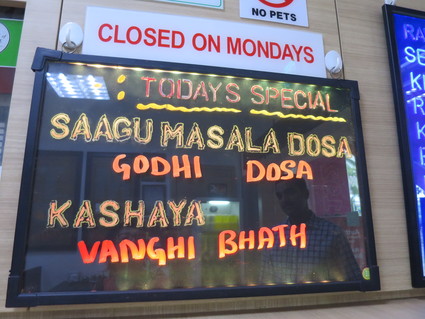 NO PETS
CLOSED ON MONDAYS
: TODAYS SPECIAL
SAAGU MASALA DOSA
GODHI DOSA
KASHAYA
VANGHI BHATH